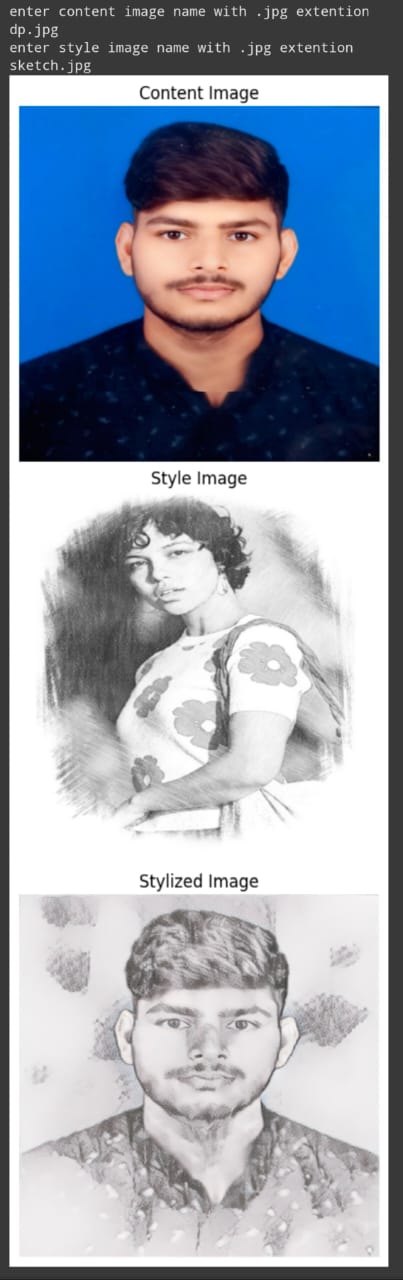 enter content image name with .jpg extention
dp.jpg
enter style image name with .jpg extention
sketch.jpg
Content Image
Style Image
Stylized Image